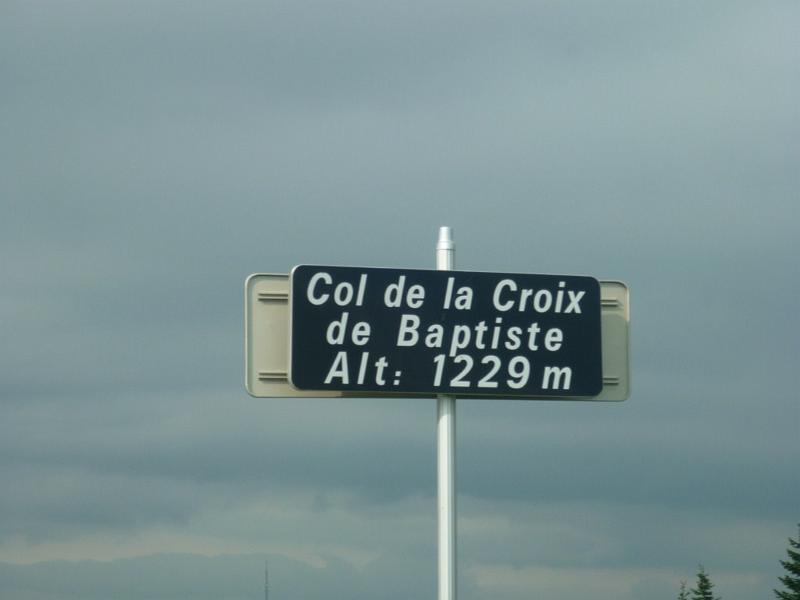 Col de la Croix
de Baptiste
Alt: 1229 m